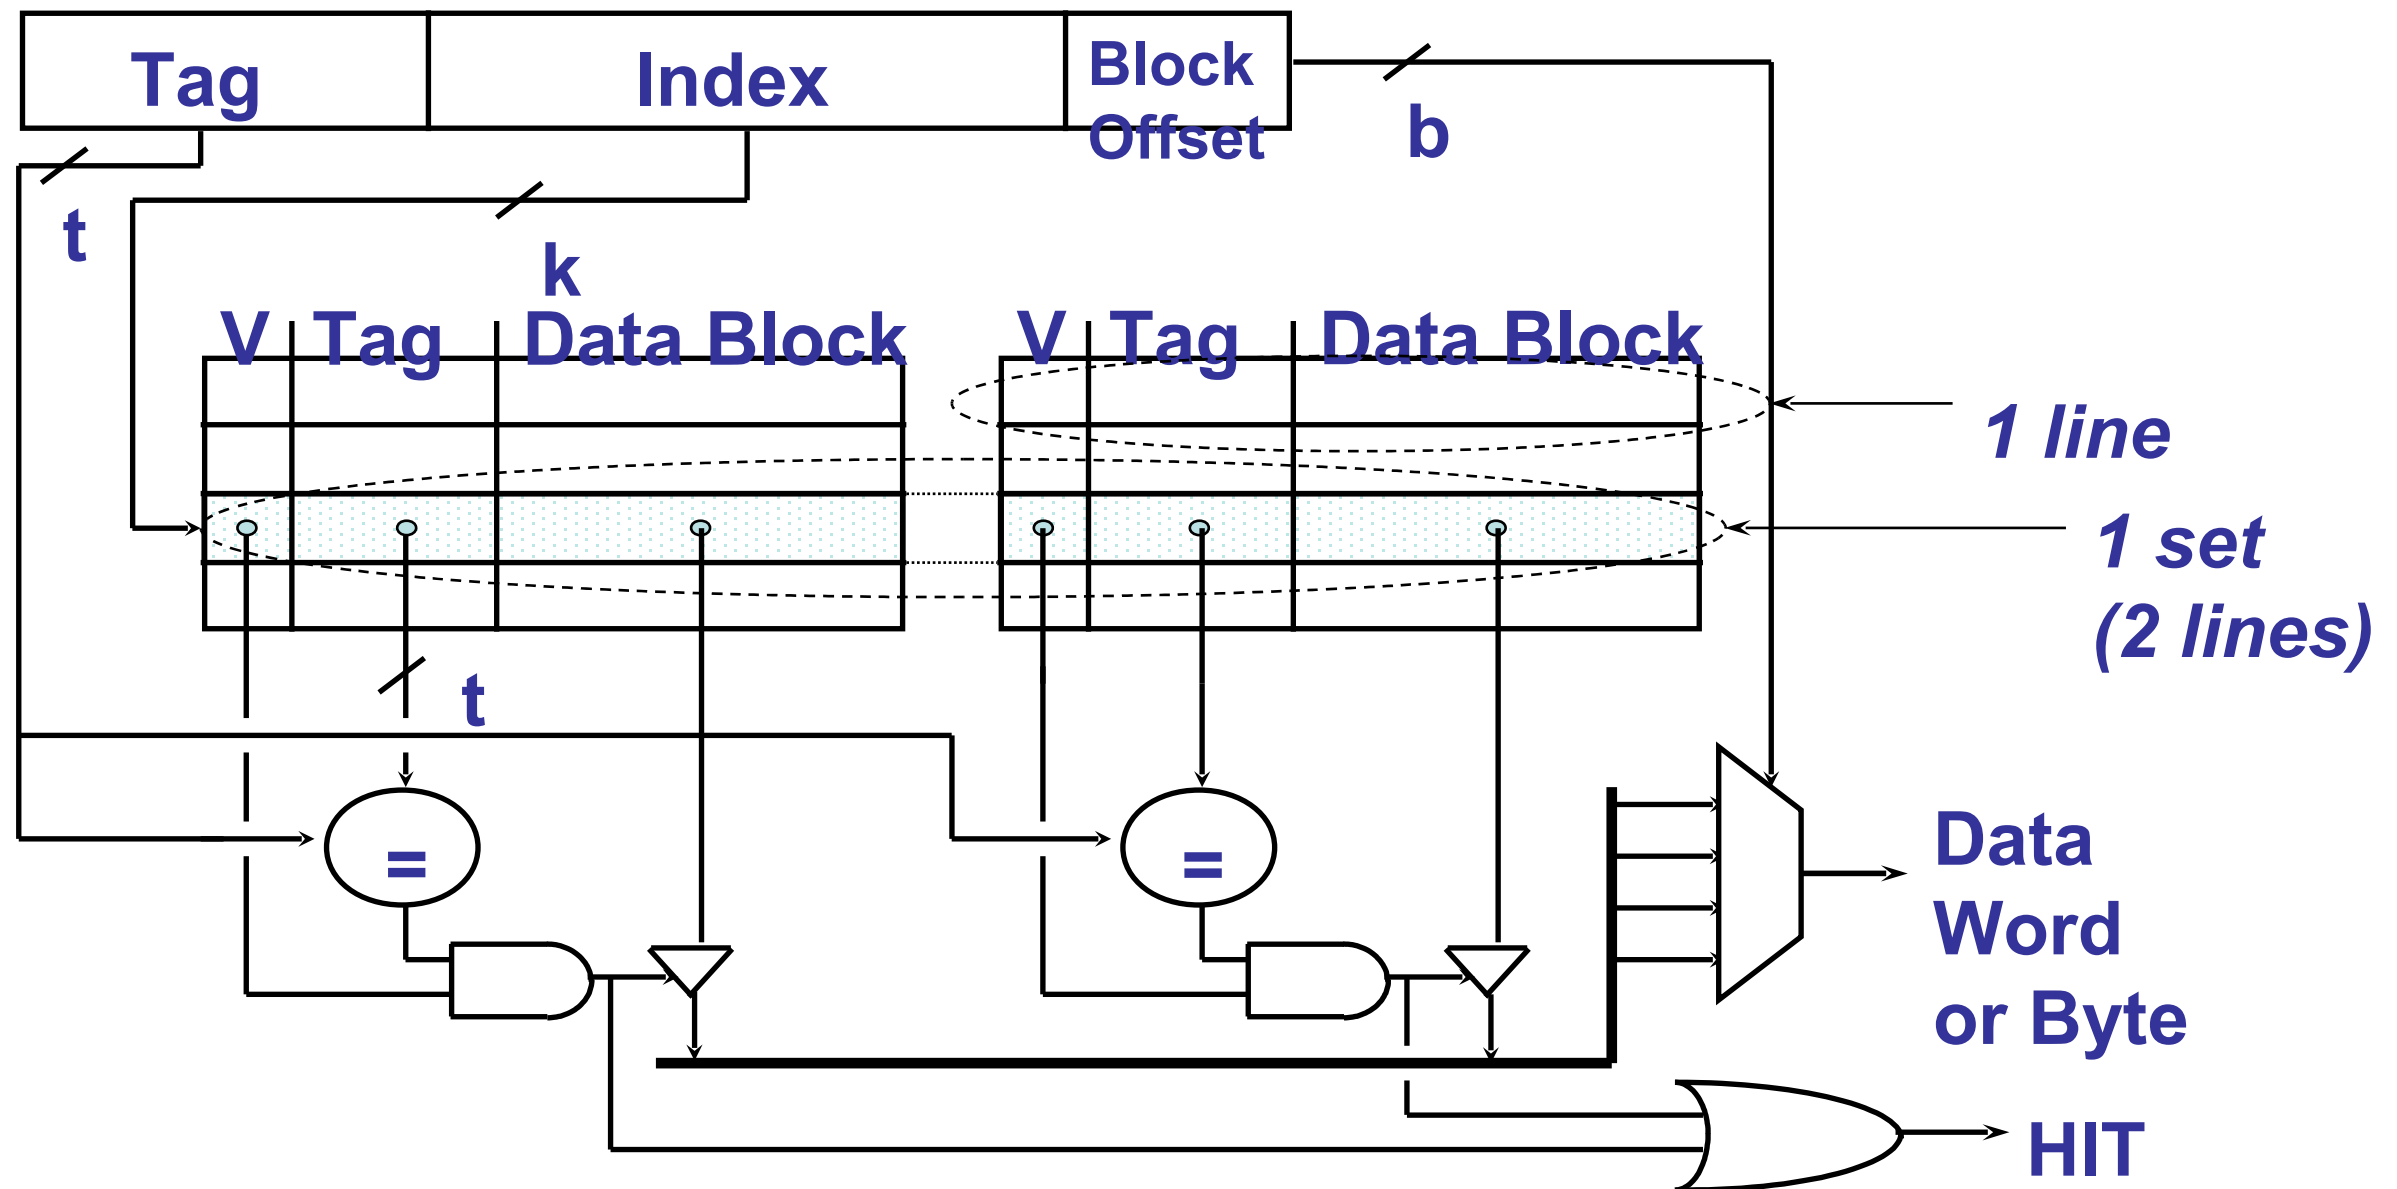 Tag
Index
Block
Offset
b
t
k
V Tag Data Block
V Tag Data Block
1 line
1 set
(2 lines)
t
=
=
Data
Word
or Byte
HIT